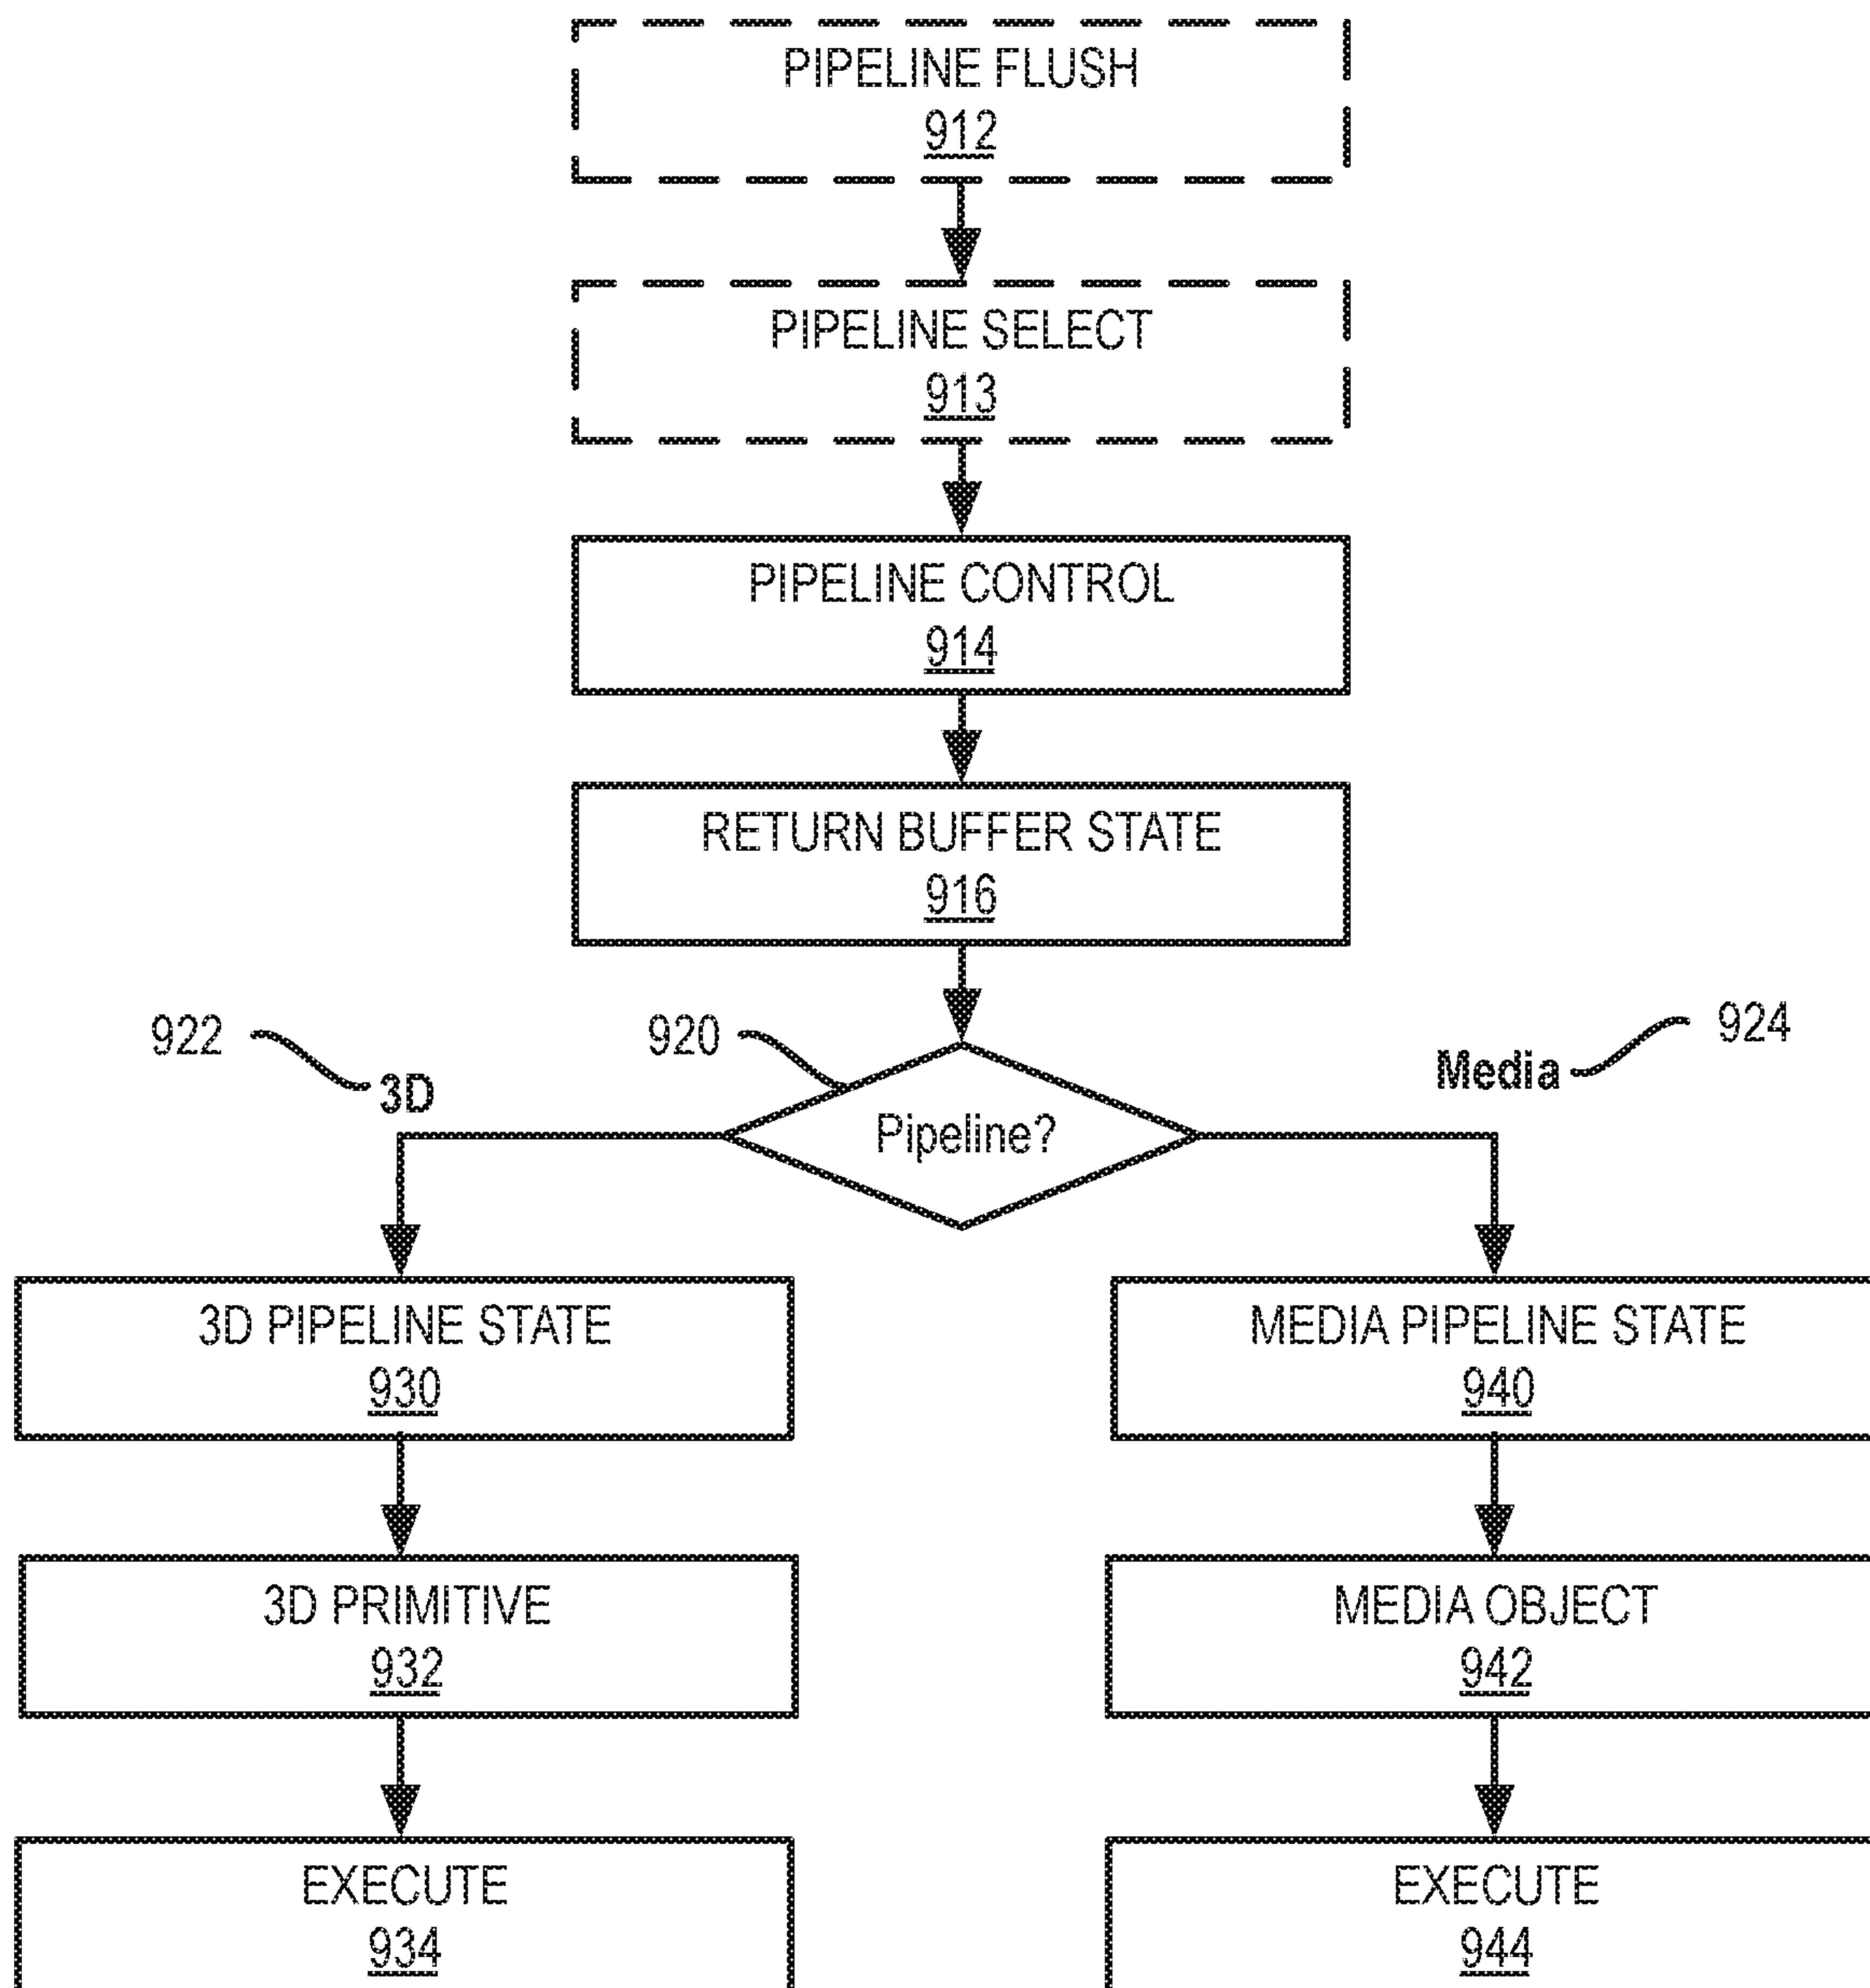 PIPELINE FLUSH
912
PIPELINE SELECT
913
PIPELINE CONTROL
914
RETURN BUFFER STATE
916
922
920
924
3D
Media
Pipeline?
3D PIPELINE STATE
930
MEDIA PIPELINE STATE
940
3D PRIMITIVE
932
MEDIA OBJECT
942
EXECUTE
934
EXECUTE
944